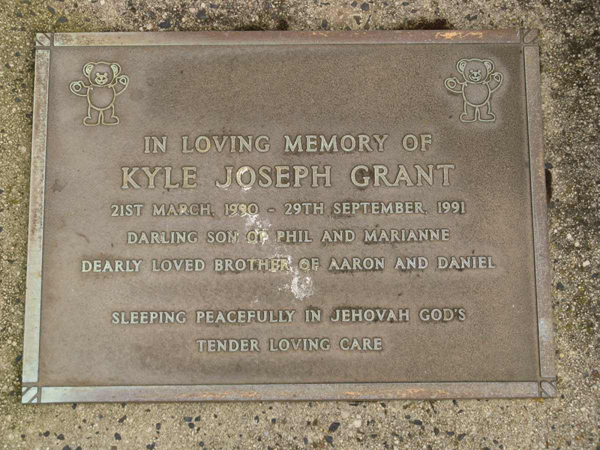 IN LOVING MEMORY OF
KYLE JOSEPH GRANT
21ST MARCH, 1990 - 29TH SEPTEMBER, 1991
DARLING SON OF PHIL AND MARIANNE
DEARLY LOVED BROTHER OF AARON AND DANIEL
SLEEPING PEACEFULLY IN JEHOVAH GOD'S
TENDER LOVING CARE